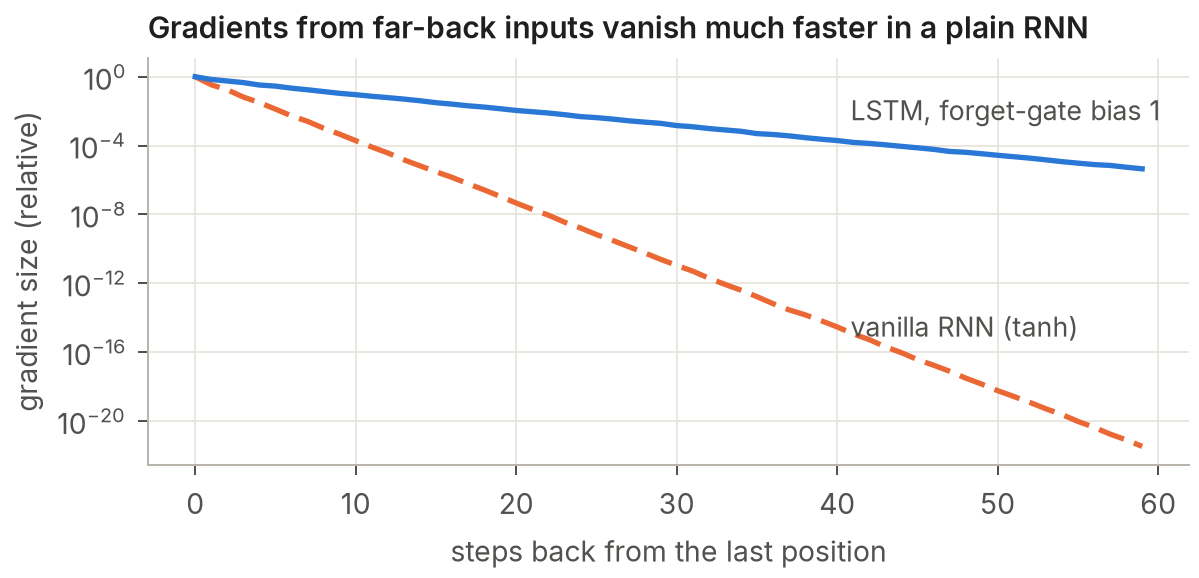 Gradients from far-back inputs vanish much faster in a plain RNN
gradient size (relative)
10⁰
10⁻⁴
10⁻⁸
10⁻¹²
10⁻¹⁶
10⁻²⁰
LSTM, forget-gate bias 1
vanilla RNN (tanh)
0 10 20 30 40 50 60
steps back from the last position